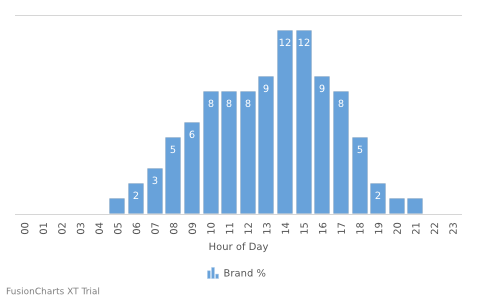 12 12
9 9
8 8 8 8
6
5 5
3
2 2
00 01 02 03 04 05 06 07 08 09 10 11 12 13 14 15 16 17 18 19 20 21 22 23
Hour of Day
Brand %
FusionCharts XT Trial